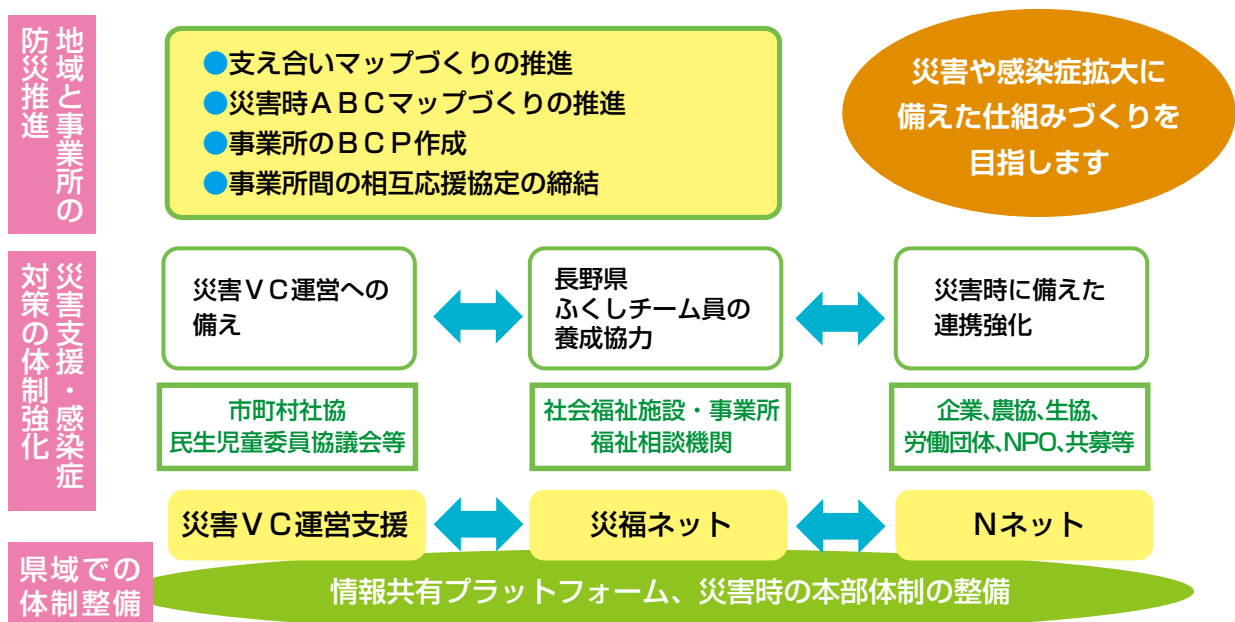 地域と事業所の
防災推進
●支え合いマップづくりの推進
●災害時ABCマップづくりの推進
●事業所のBCP作成
●事業所間の相互応援協定の締結
災害や感染症拡大に
備えた仕組みづくりを
目指します
災害支援・感染症
対策の体制強化
災害VC運営への
備え
長野県
ふくしチーム員の
養成協力
災害時に備えた
連携強化
市町村社協
民生児童委員協議会等
社会福祉施設・事業所
福祉相談機関
企業、農協、生協、
労働団体、NPO、共募等
災害VC運営支援
災福ネット
Nネット
県域での
体制整備
情報共有プラットフォーム、災害時の本部体制の整備